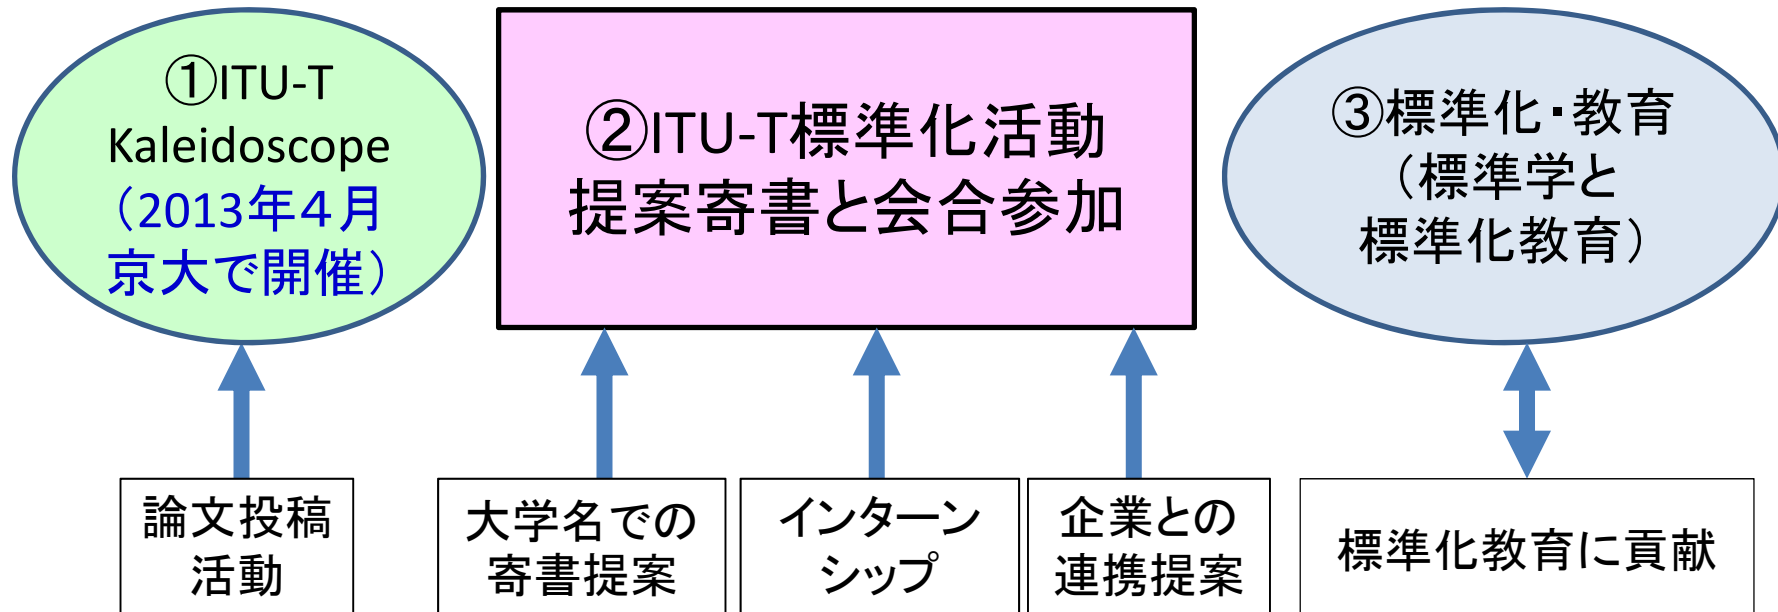 ①ITU-T
Kaleidoscope
（2013年４月
京大で開催）
②ITU-T標準化活動
提案寄書と会合参加
③標準化・教育
（標準学と
標準化教育）
論文投稿
活動
大学名での
寄書提案
インターン
シップ
企業との
連携提案
標準化教育に貢献